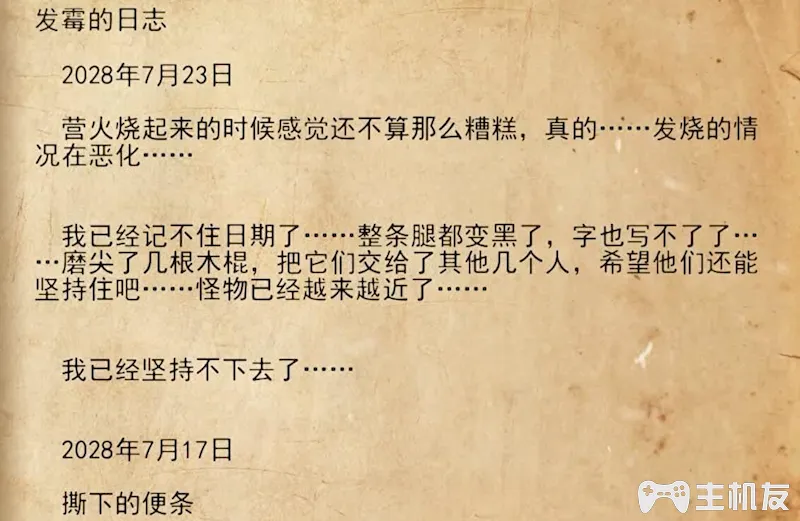 发霉的日志
2028年7月23日
营火烧起来的时候感觉还不算那么糟糕，真的……发烧的情
况在恶化……
我已经记不住日期了……整条腿都变黑了，字也写不了了…
…磨尖了几根木棍，把它们交给了其他几个人，希望他们还能
坚持住吧……怪物已经越来越近了……
我已经坚持不下去了……
2028年7月17日
撕下的便条
主机友